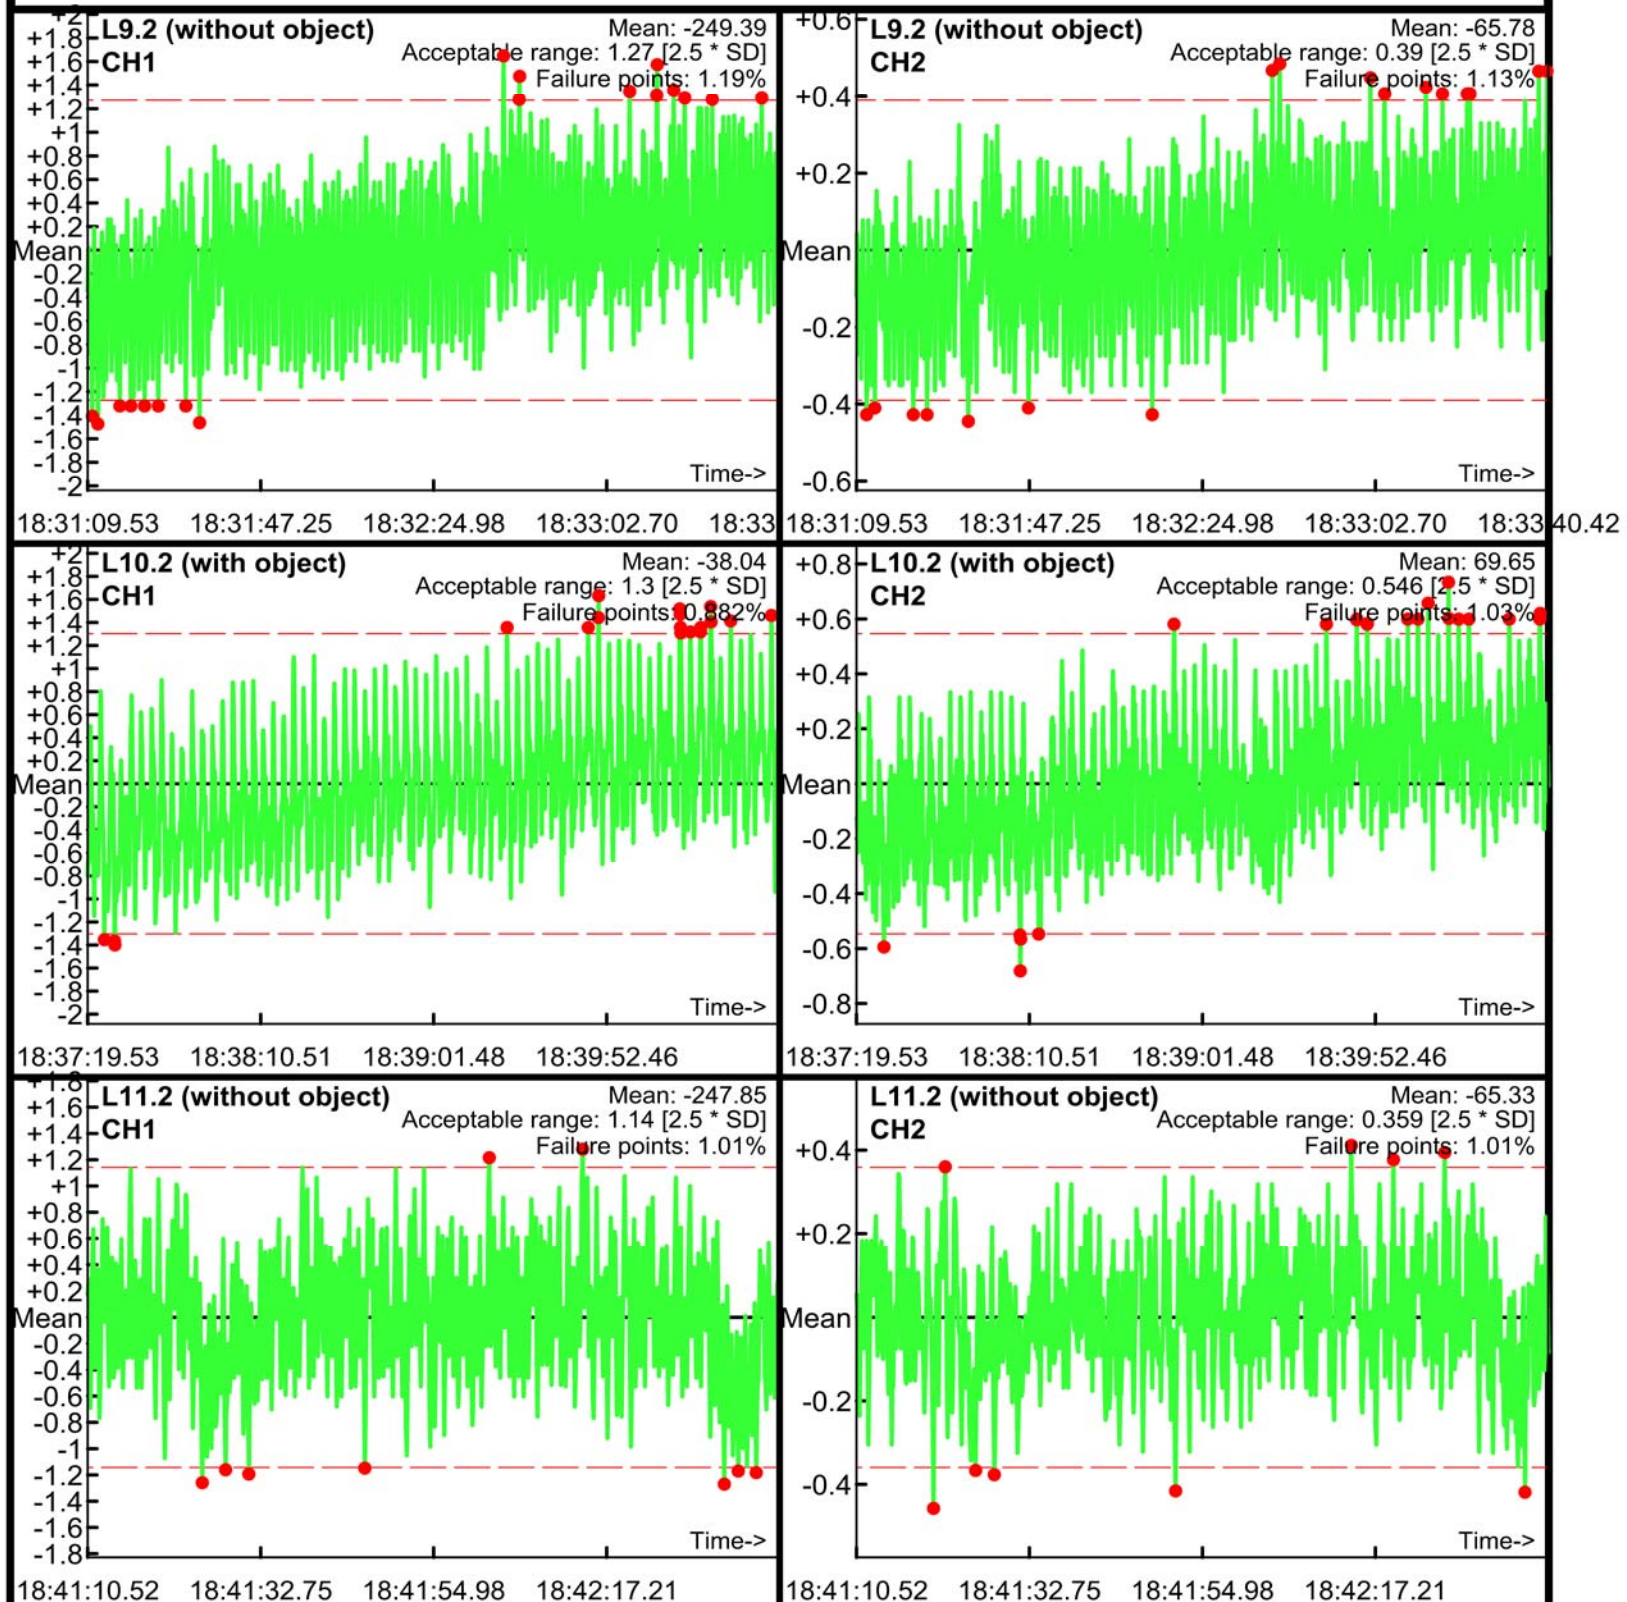 L9.2 (without object)
CH1
Mean: -249.39
Acceptable range: 1.27 [2.5 * SD]
Failure points: 1.19%
+2
+1.8
+1.6
+1.4
+1.2
+1
+0.8
+0.6
+0.4
+0.2
Mean
-0.2
-0.4
-0.6
-0.8
-1
-1.2
-1.4
-1.6
-1.8
-2
Time->
18:31:09.53 18:31:47.25 18:32:24.98 18:33:02.70 18:33
L9.2 (without object)
CH2
Mean: -65.78
Acceptable range: 0.39 [2.5 * SD]
Failure points: 1.13%
+0.6
+0.4
+0.2
Mean
-0.2
-0.4
-0.6
Time->
18:31:09.53 18:31:47.25 18:32:24.98 18:33:02.70 18:33:40.42
L10.2 (with object)
CH1
Mean: -38.04
Acceptable range: 1.3 [2.5 * SD]
Failure points: 0.882%
+2
+1.8
+1.6
+1.4
+1.2
+1
+0.8
+0.6
+0.4
+0.2
Mean
-0.2
-0.4
-0.6
-0.8
-1
-1.2
-1.4
-1.6
-1.8
-2
Time->
18:37:19.53 18:38:10.51 18:39:01.48 18:39:52.46
L10.2 (with object)
CH2
Mean: 69.65
Acceptable range: 0.546 [2.5 * SD]
Failure points: 1.03%
+0.8
+0.6
+0.4
+0.2
Mean
-0.2
-0.4
-0.6
-0.8
Time->
18:37:19.53 18:38:10.51 18:39:01.48 18:39:52.46
L11.2 (without object)
CH1
Mean: -247.85
Acceptable range: 1.14 [2.5 * SD]
Failure points: 1.01%
+1.8
+1.6
+1.4
+1.2
+1
+0.8
+0.6
+0.4
+0.2
Mean
-0.2
-0.4
-0.6
-0.8
-1
-1.2
-1.4
-1.6
-1.8
Time->
18:41:10.52 18:41:32.75 18:41:54.98 18:42:17.21
L11.2 (without object)
CH2
Mean: -65.33
Acceptable range: 0.359 [2.5 * SD]
Failure points: 1.01%
+0.4
+0.2
Mean
-0.2
-0.4
Time->
18:41:10.52 18:41:32.75 18:41:54.98 18:42:17.21